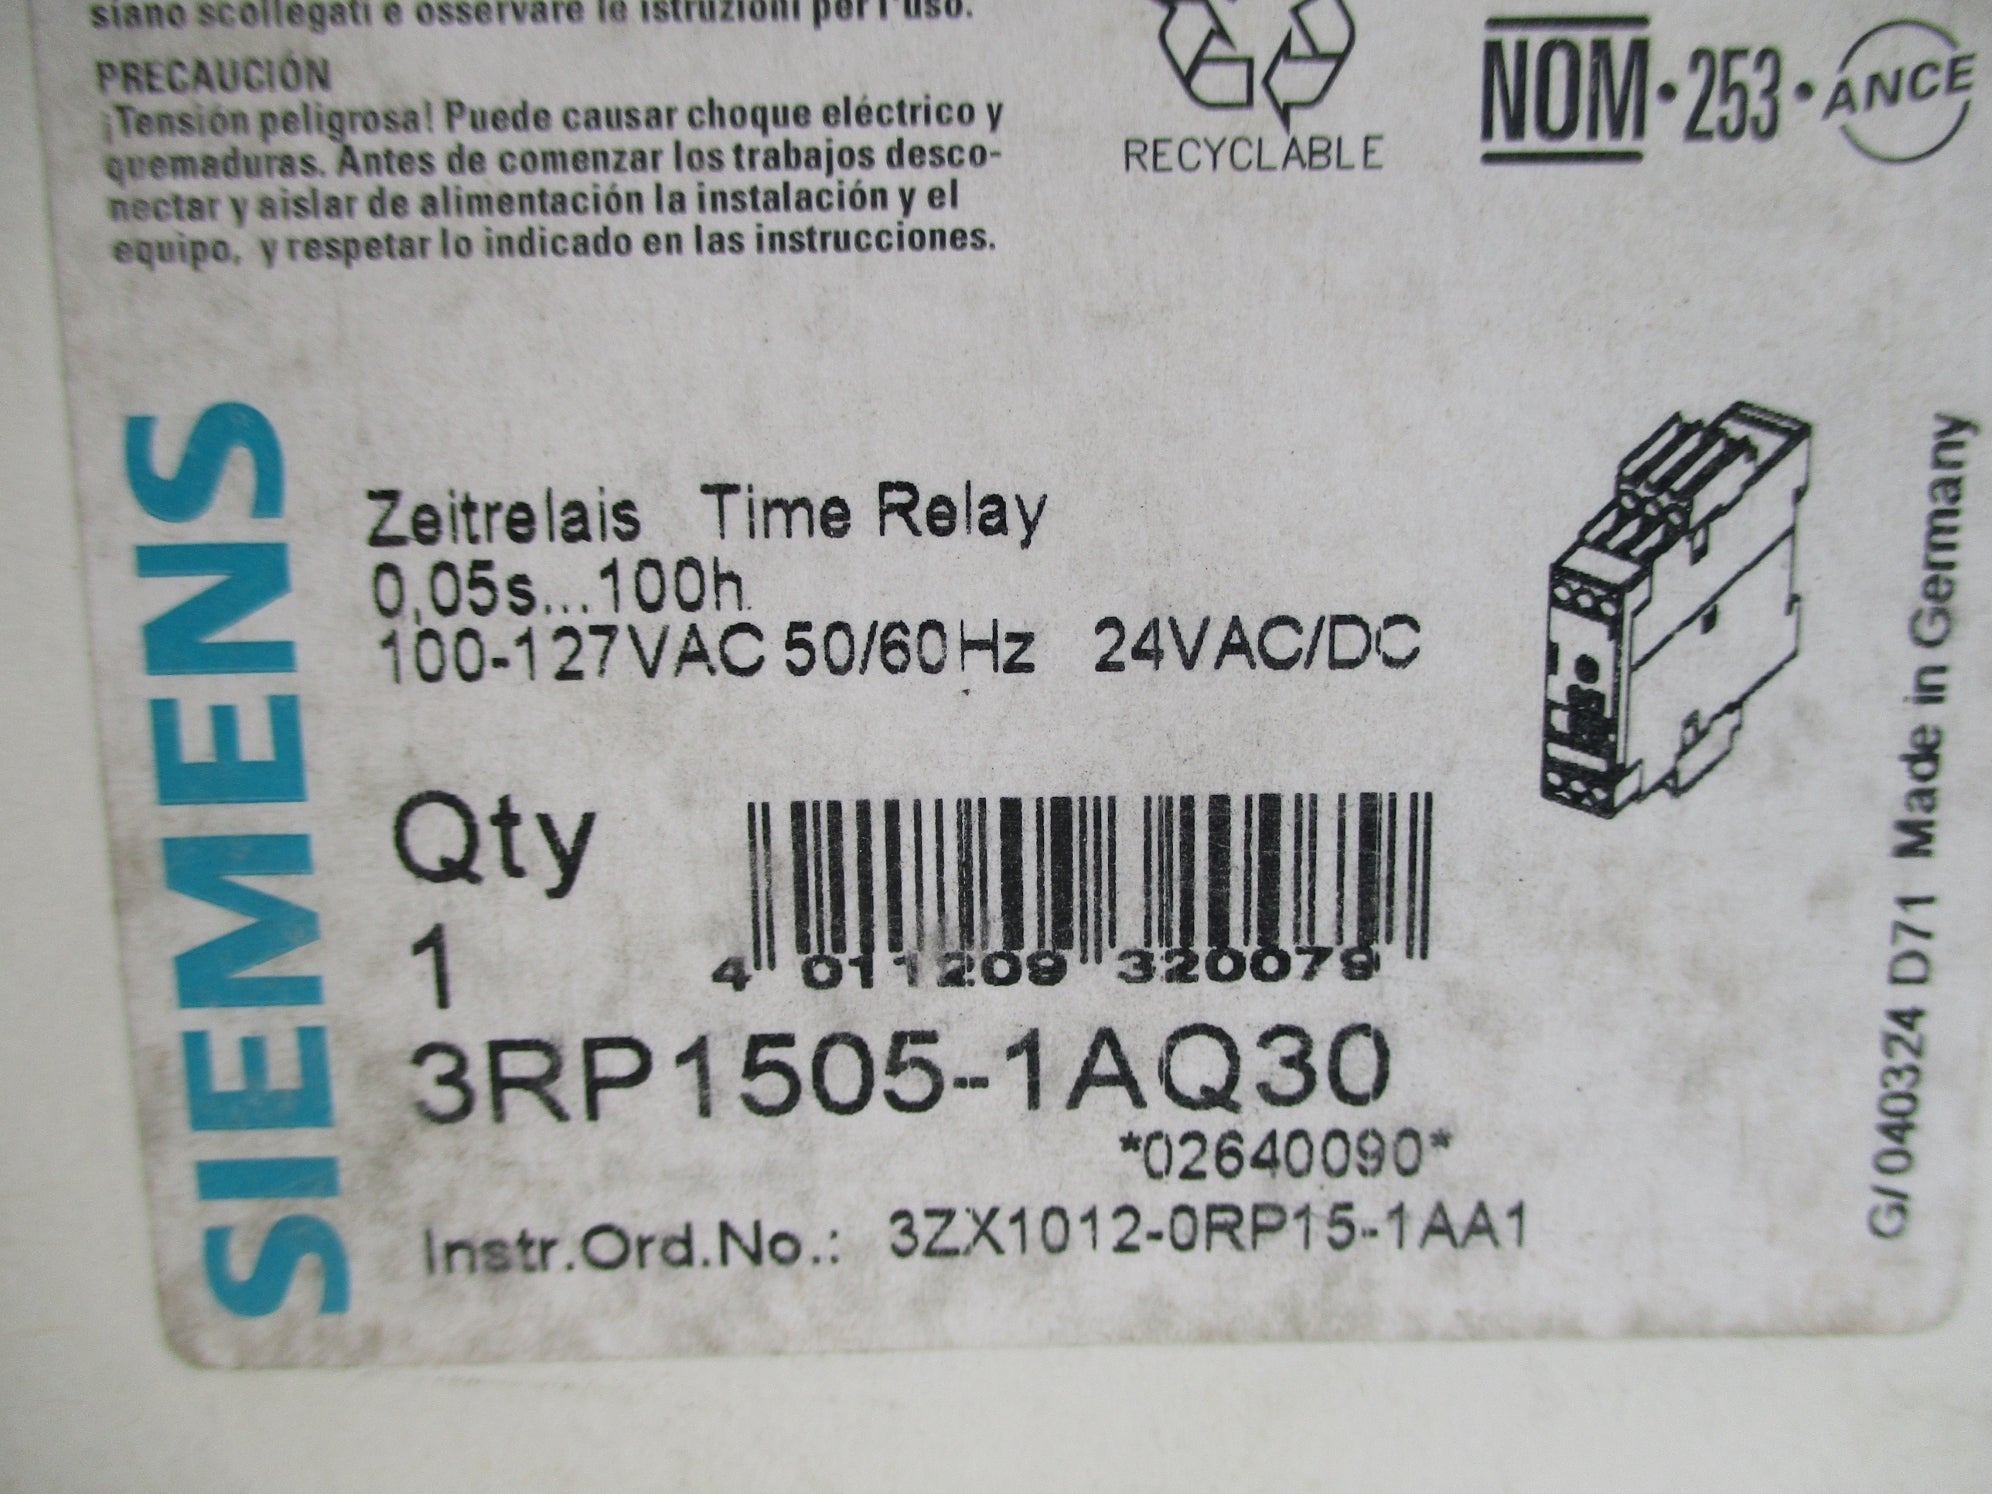 siano scollegati e osservare le istruzioni per l'uso.
PRECAUCIÓN
¡Tensión peligrosa! Puede causar choque eléctrico y
quemaduras. Antes de comenzar los trabajos desco-
nectar y aislar de alimentación la instalación y el
equipo, y respetar lo indicado en las instrucciones.
RECYCLABLE
NOM·253·ANCE
SIEMENS
Zeitrelais Time Relay
0,05s...100h
100-127VAC 50/60Hz 24VAC/DC
Qty
1
4 011209 320079
3RP1505-1AQ30
*02640090*
Instr.Ord.No.: 3ZX1012-0RP15-1AA1
G/040324 D71 Made in Germany